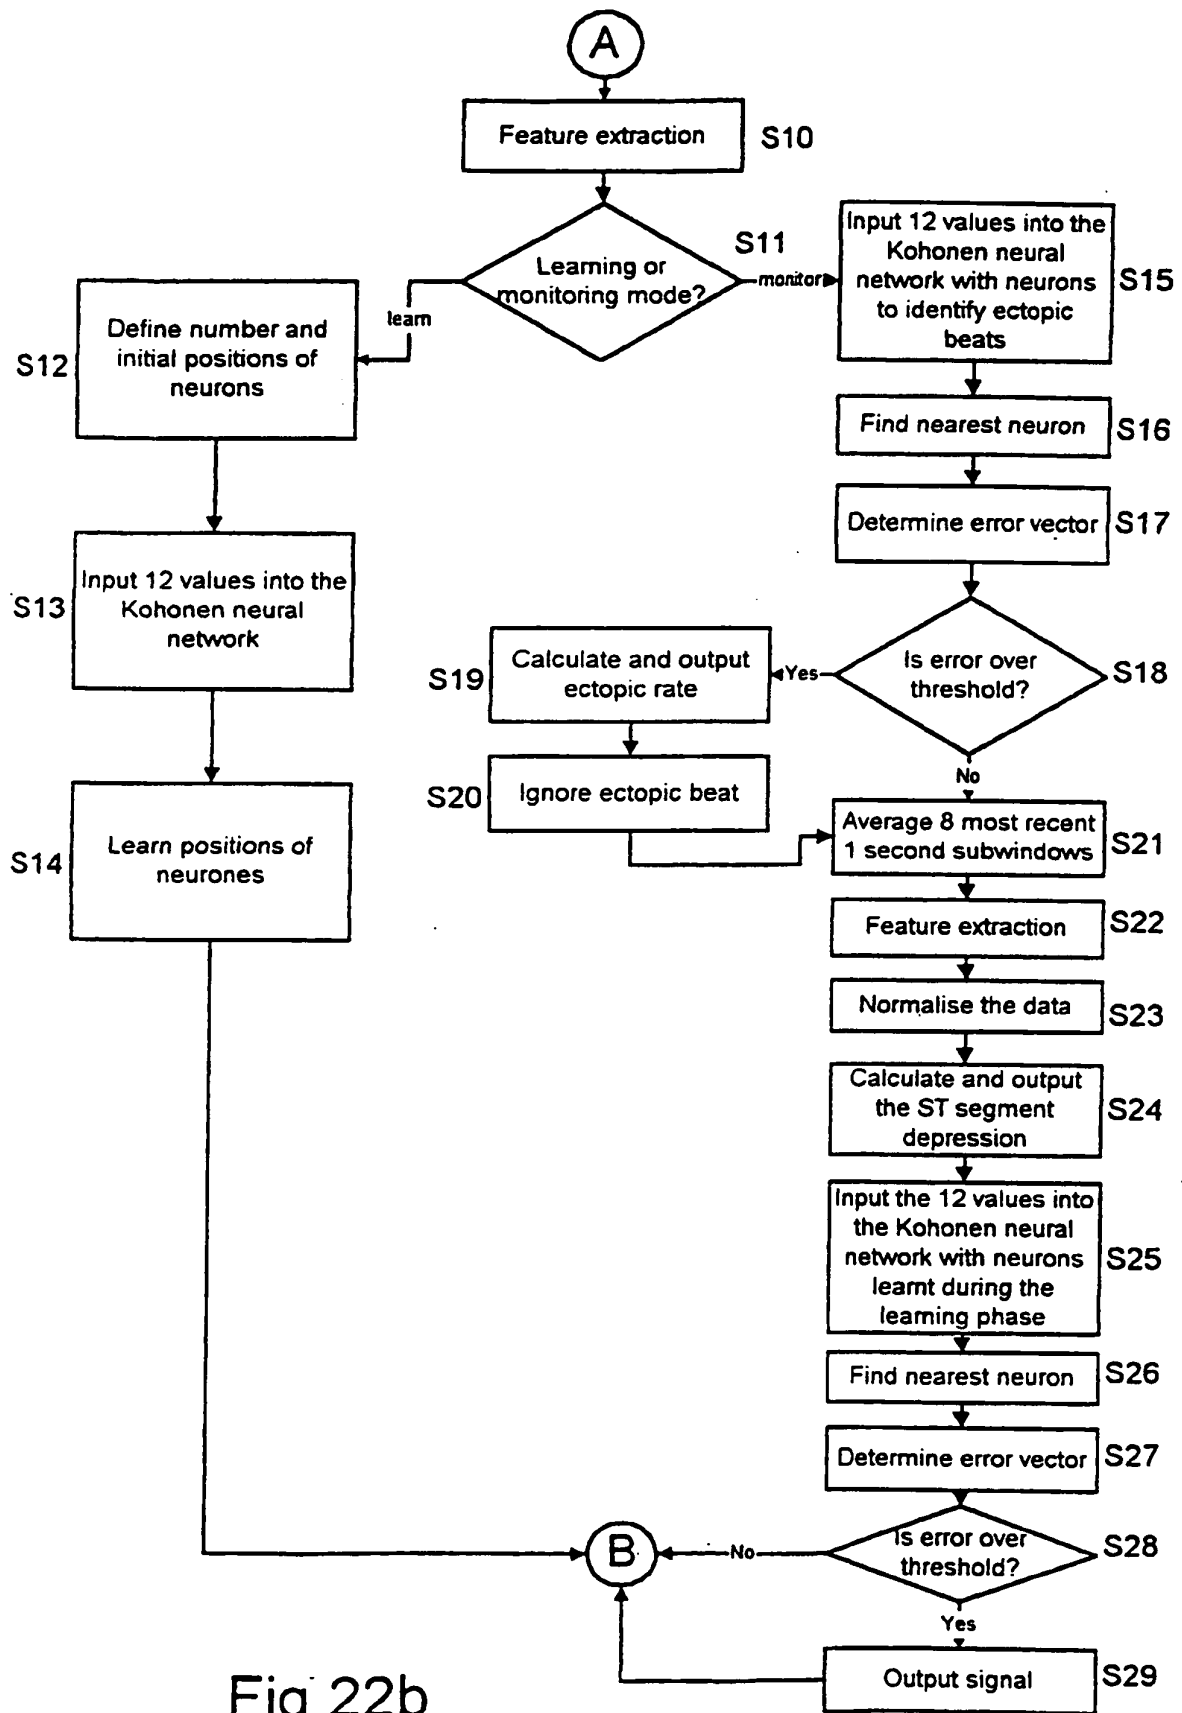 A
Feature extraction
S10
Learning or
monitoring mode?
S11
learn
monitor
Define number and
initial positions of
neurons
S12
Input 12 values into the
Kohonen neural
network
S13
Learn positions of
neurones
S14
Input 12 values into the
Kohonen neural
network with neurons
to identify ectopic
beats
S15
Find nearest neuron
S16
Determine error vector
S17
Is error over
threshold?
S18
Yes
No
Calculate and output
ectopic rate
S19
Ignore ectopic beat
S20
Average 8 most recent
1 second subwindows
S21
Feature extraction
S22
Normalise the data
S23
Calculate and output
the ST segment
depression
S24
Input the 12 values into
the Kohonen neural
network with neurons
learnt during the
learning phase
S25
Find nearest neuron
S26
Determine error vector
S27
Is error over
threshold?
S28
No
Yes
B
Output signal
S29
Fig 22b